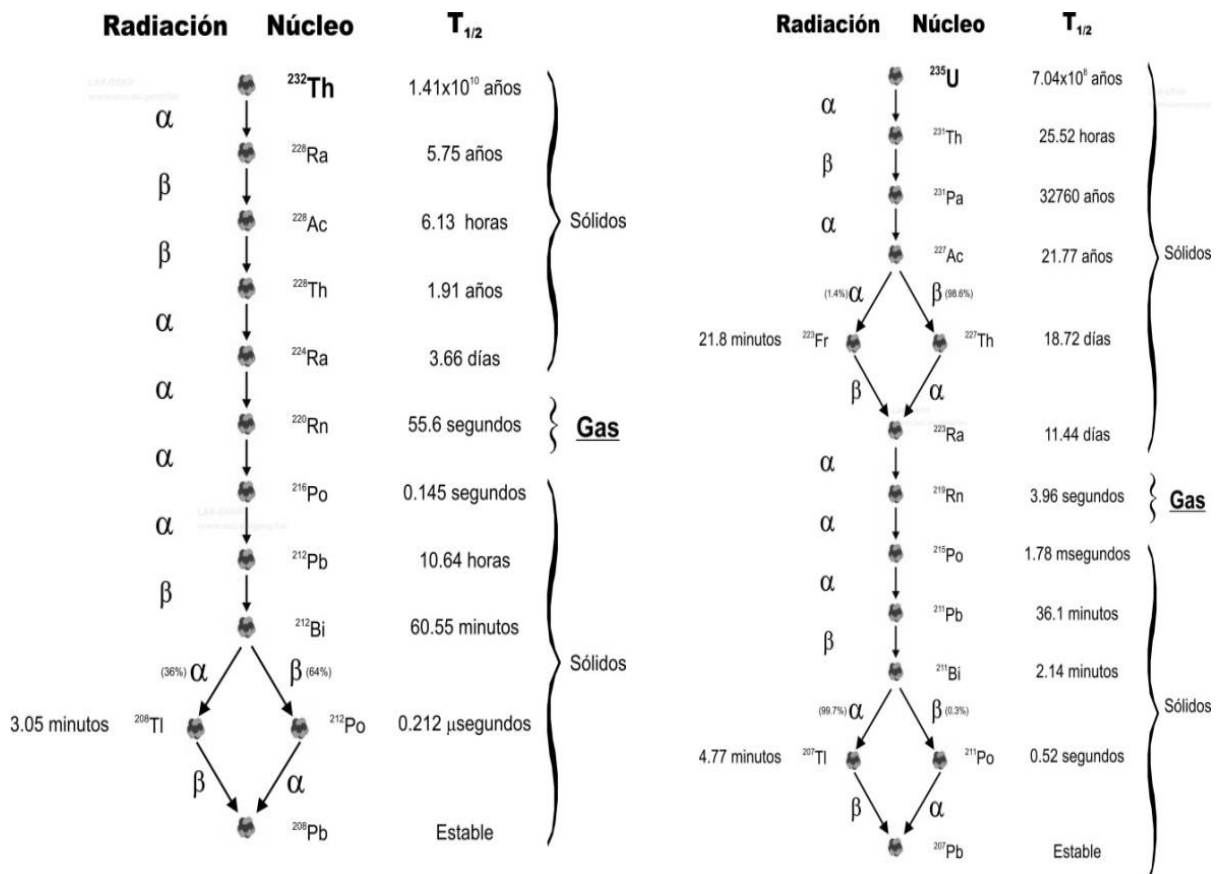 Radiación Núcleo T1/2
²³²Th 1.41x10¹⁰ años
α
²²⁸Ra 5.75 años
β
²²⁸Ac 6.13 horas
β
²²⁸Th 1.91 años
α
²²⁴Ra 3.66 días
Sólidos
α
²²⁰Rn 55.6 segundos
Gas
α
²¹⁶Po 0.145 segundos
α
²¹²Pb 10.64 horas
β
²¹²Bi 60.55 minutos
Sólidos
(36%) α β (64%)
3.05 minutos ²⁰⁸Tl ²¹²Po 0.212 µsegundos
β α
²⁰⁸Pb Estable
Radiación Núcleo T1/2
²³⁵U 7.04x10⁸ años
α
²³¹Th 25.52 horas
β
²³¹Pa 32760 años
α
²²⁷Ac 21.77 años
Sólidos
(1.4%) α β (98.6%)
21.8 minutos ²²³Fr ²²⁷Th 18.72 días
β α
²²³Ra 11.44 días
α
²¹⁹Rn 3.96 segundos
Gas
α
²¹⁵Po 1.78 msegundos
α
²¹¹Pb 36.1 minutos
β
²¹¹Bi 2.14 minutos
Sólidos
(99.7%) α β (0.3%)
4.77 minutos ²⁰⁷Tl ²¹¹Po 0.52 segundos
β α
²⁰⁷Pb Estable